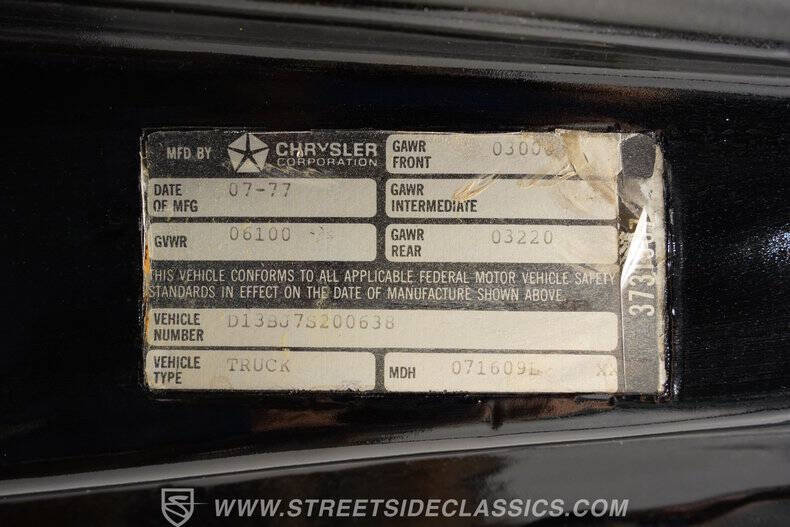 MFD BY CHRYSLER CORPORATION
GAWR FRONT 0300
DATE OF MFG 07-77
GAWR INTERMEDIATE
GVWR 06100
GAWR REAR 03220
THIS VEHICLE CONFORMS TO ALL APPLICABLE FEDERAL MOTOR VEHICLE SAFETY
STANDARDS IN EFFECT ON THE DATE OF MANUFACTURE SHOWN ABOVE.
VEHICLE NUMBER D13BJ7S200638
VEHICLE TYPE TRUCK
MDH 071609
WWW.STREETSIDECLASSICS.COM